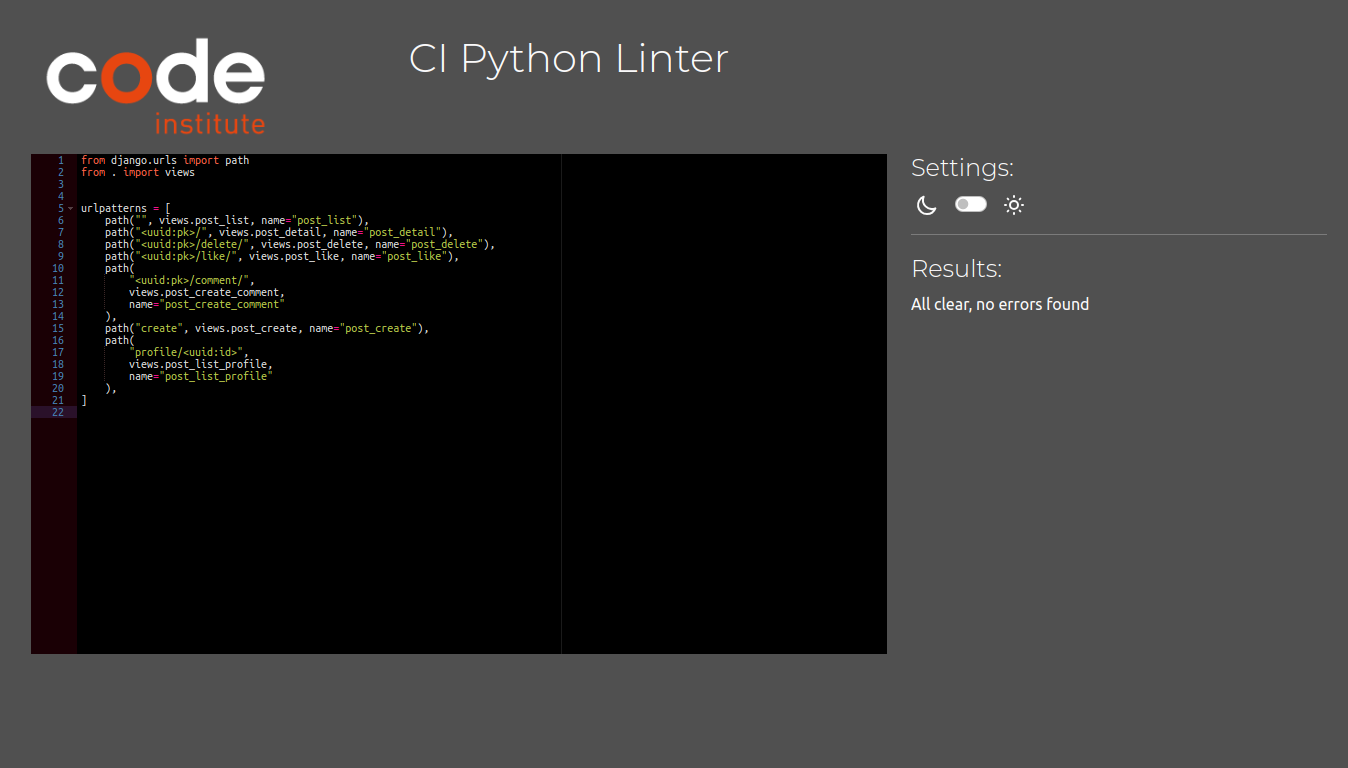 code
institute
CI Python Linter
1 from django.urls import path
2 from . import views
3
4
5 urlpatterns = [
6     path("", views.post_list, name="post_list"),
7     path("<uuid:pk>/", views.post_detail, name="post_detail"),
8     path("<uuid:pk>/delete/", views.post_delete, name="post_delete"),
9     path("<uuid:pk>/like/", views.post_like, name="post_like"),
10     path(
11         "<uuid:pk>/comment/",
12         views.post_create_comment,
13         name="post_create_comment"
14     ),
15     path("create", views.post_create, name="post_create"),
16     path(
17         "profile/<uuid:id>",
18         views.post_list_profile,
19         name="post_list_profile"
20     ),
21 ]
22
Settings:
Results:
All clear, no errors found